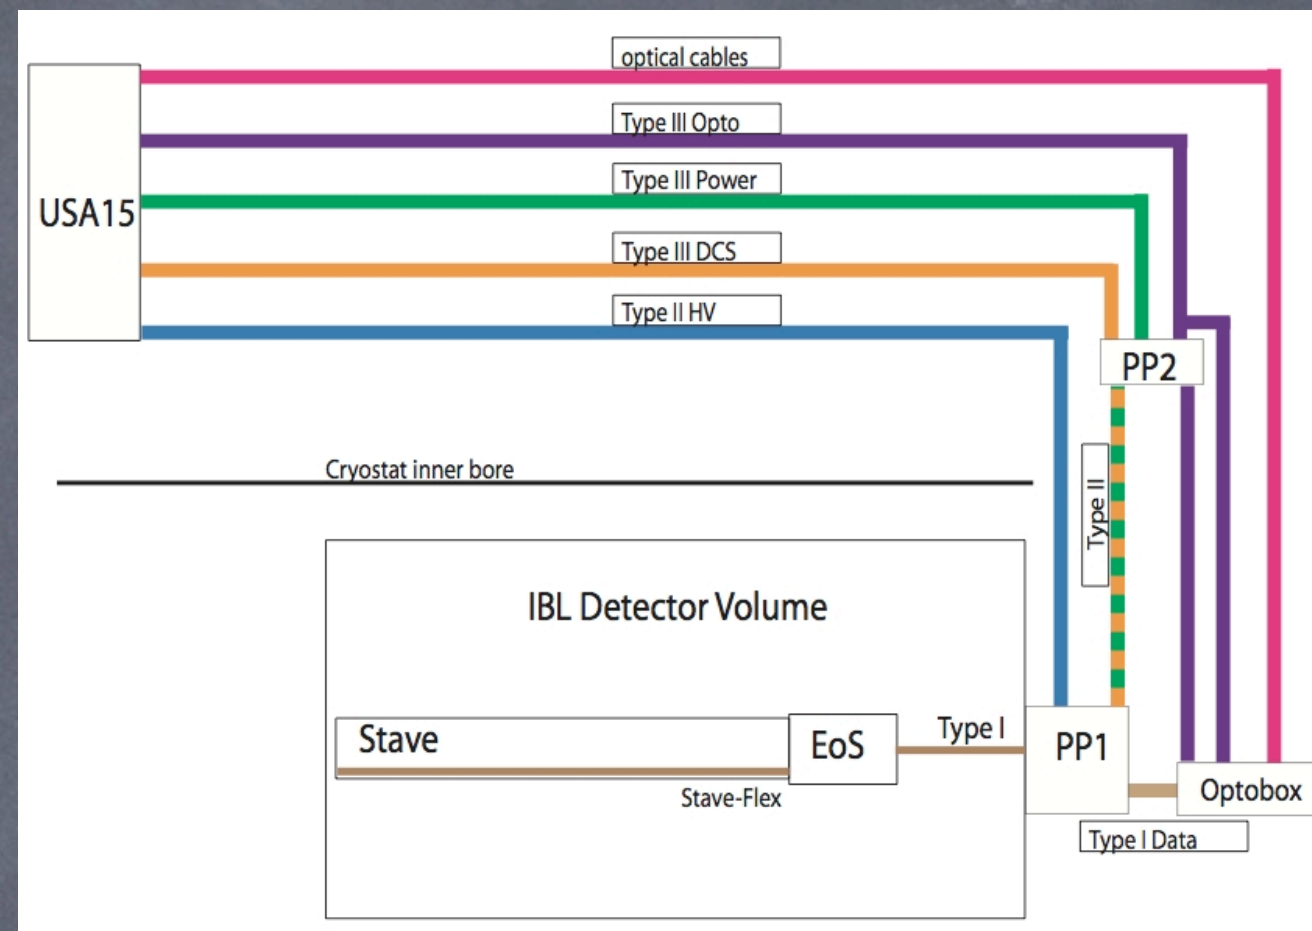 optical cables
Type III Opto
Type III Power
USA15
Type III DCS
Type II HV
PP2
Cryostat inner bore
Type II
IBL Detector Volume
Stave
EoS
Type I
PP1
Stave-Flex
Optobox
Type I Data